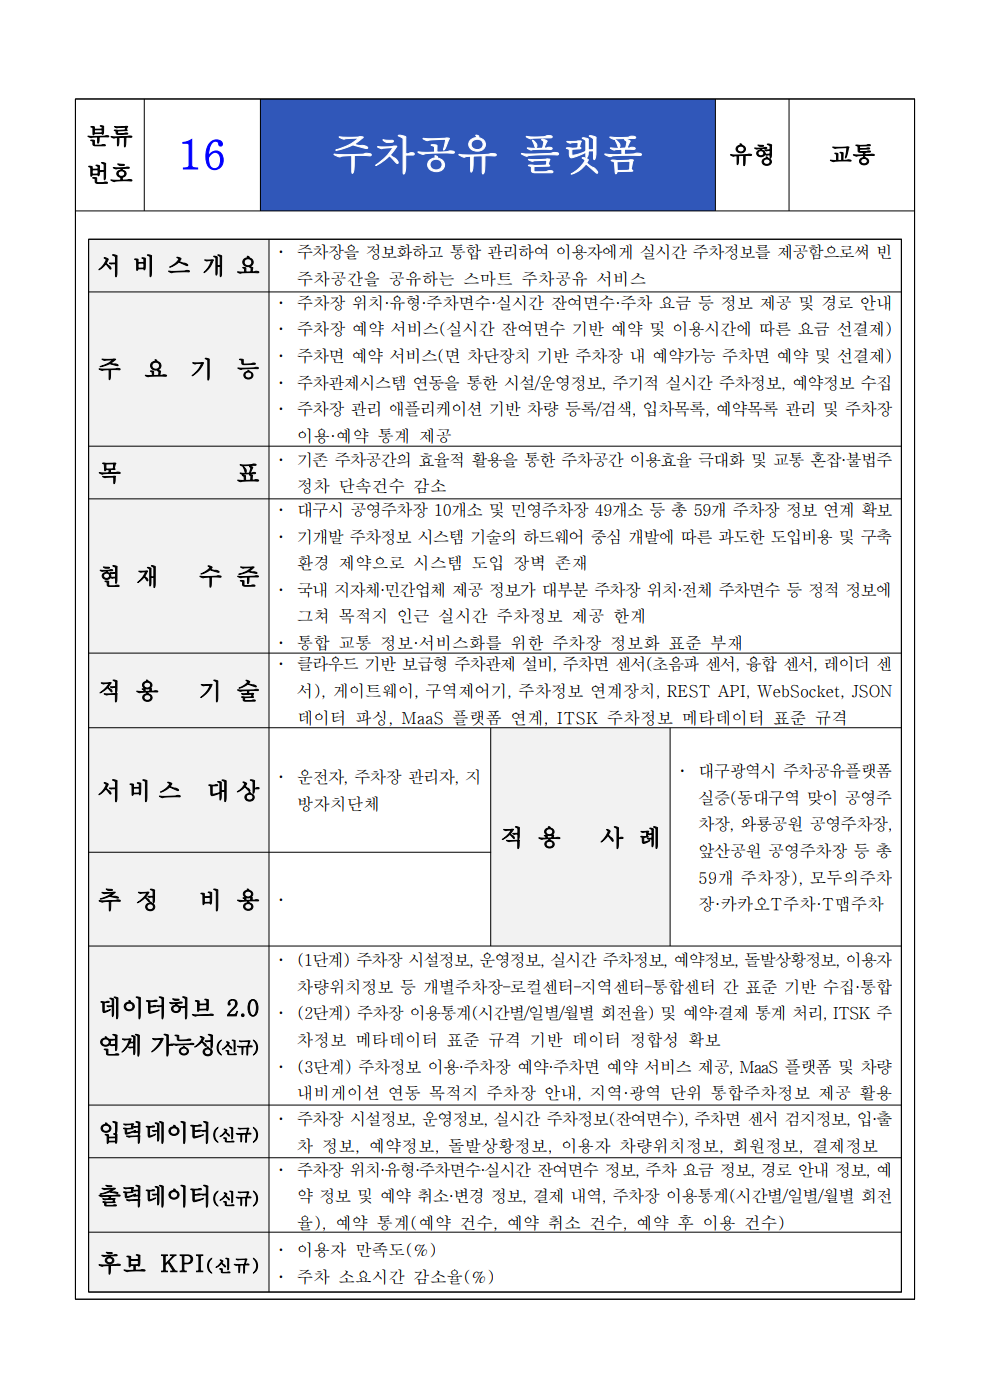 분류
번호
16
주차공유 플랫폼
유형
교통
서비스개요
· 주차장을 정보화하고 통합 관리하여 이용자에게 실시간 주차정보를 제공함으로써 빈
주차공간을 공유하는 스마트 주차공유 서비스
주요기능
· 주차장 위치·유형·주차면수·실시간 잔여면수·주차 요금 등 정보 제공 및 경로 안내
· 주차장 예약 서비스(실시간 잔여면수 기반 예약 및 이용시간에 따른 요금 선결제)
· 주차면 예약 서비스(면 차단장치 기반 주차장 내 예약가능 주차면 예약 및 선결제)
· 주차관제시스템 연동을 통한 시설/운영정보, 주기적 실시간 주차정보, 예약정보 수집
· 주차장 관리 애플리케이션 기반 차량 등록/검색, 입차목록, 예약목록 관리 및 주차장
이용·예약 통계 제공
목표
· 기존 주차공간의 효율적 활용을 통한 주차공간 이용효율 극대화 및 교통 혼잡·불법주
정차 단속건수 감소
현재 수준
· 대구시 공영주차장 10개소 및 민영주차장 49개소 등 총 59개 주차장 정보 연계 확보
· 기개발 주차정보 시스템 기술의 하드웨어 중심 개발에 따른 과도한 도입비용 및 구축
환경 제약으로 시스템 도입 장벽 존재
· 국내 지자체·민간업체 제공 정보가 대부분 주차장 위치·전체 주차면수 등 정적 정보에
그쳐 목적지 인근 실시간 주차정보 제공 한계
· 통합 교통 정보·서비스화를 위한 주차장 정보화 표준 부재
적용 기술
· 클라우드 기반 보급형 주차관제 설비, 주차면 센서(초음파 센서, 융합 센서, 레이더 센
서), 게이트웨이, 구역제어기, 주차정보 연계장치, REST API, WebSocket, JSON
데이터 파싱, MaaS 플랫폼 연계, ITSK 주차정보 메타데이터 표준 규격
서비스 대상
· 운전자, 주차장 관리자, 지
방자치단체
적용 사례
· 대구광역시 주차공유플랫폼
실증(동대구역 맞이 공영주
차장, 와룡공원 공영주차장,
앞산공원 공영주차장 등 총
59개 주차장), 모두의주차
장·카카오T주차·T맵주차
추정 비용
·
데이터허브 2.0
연계 가능성(신규)
· (1단계) 주차장 시설정보, 운영정보, 실시간 주차정보, 예약정보, 돌발상황정보, 이용자
차량위치정보 등 개별주차장-로컬센터-지역센터-통합센터 간 표준 기반 수집·통합
· (2단계) 주차장 이용통계(시간별/일별/월별 회전율) 및 예약·결제 통계 처리, ITSK 주
차정보 메타데이터 표준 규격 기반 데이터 정합성 확보
· (3단계) 주차정보 이용·주차장 예약·주차면 예약 서비스 제공, MaaS 플랫폼 및 차량
내비게이션 연동 목적지 주차장 안내, 지역·광역 단위 통합주차정보 제공 활용
입력데이터(신규)
· 주차장 시설정보, 운영정보, 실시간 주차정보(잔여면수), 주차면 센서 검지정보, 입·출
차 정보, 예약정보, 돌발상황정보, 이용자 차량위치정보, 회원정보, 결제정보
출력데이터(신규)
· 주차장 위치·유형·주차면수·실시간 잔여면수 정보, 주차 요금 정보, 경로 안내 정보, 예
약 정보 및 예약 취소·변경 정보, 결제 내역, 주차장 이용통계(시간별/일별/월별 회전
율), 예약 통계(예약 건수, 예약 취소 건수, 예약 후 이용 건수)
후보 KPI(신규)
· 이용자 만족도(%)
· 주차 소요시간 감소율(%)